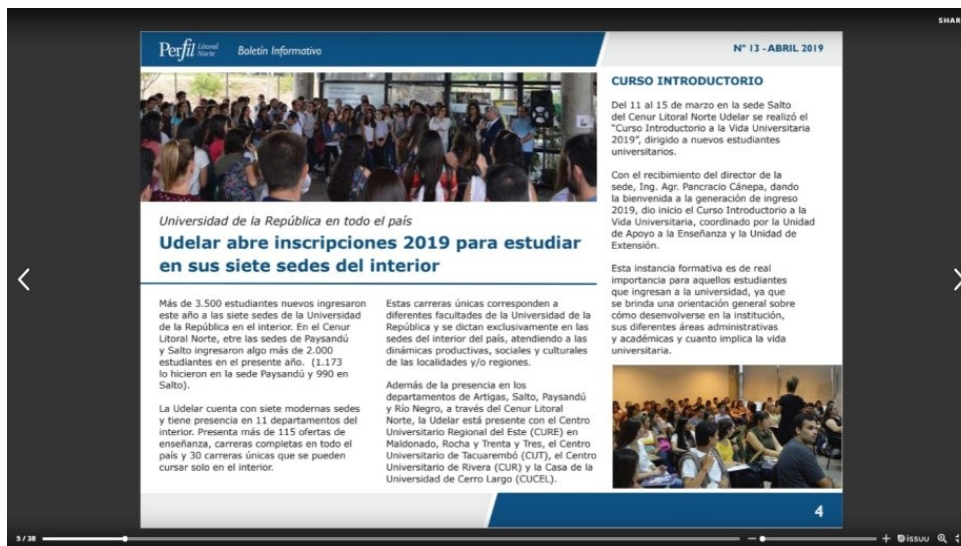 SHAR
Perfil Litoral Norte
Boletín Informativo
Nº 13 - ABRIL 2019
Universidad de la República en todo el país
Udelar abre inscripciones 2019 para estudiar
en sus siete sedes del interior
Más de 3.500 estudiantes nuevos ingresaron
este año a las siete sedes de la Universidad
de la República en el interior. En el Cenur
Litoral Norte, etre las sedes de Paysandú
y Salto ingresaron algo más de 2.000
estudiantes en el presente año. (1.173
lo hicieron en la sede Paysandú y 990 en
Salto).
La Udelar cuenta con siete modernas sedes
y tiene presencia en 11 departamentos del
interior. Presenta más de 115 ofertas de
enseñanza, carreras completas en todo el
país y 30 carreras únicas que se pueden
cursar solo en el interior.
Estas carreras únicas corresponden a
diferentes facultades de la Universidad de la
República y se dictan exclusivamente en las
sedes del interior del país, atendiendo a las
dinámicas productivas, sociales y culturales
de las localidades y/o regiones.
Además de la presencia en los
departamentos de Artigas, Salto, Paysandú
y Río Negro, a través del Cenur Litoral
Norte, la Udelar está presente con el Centro
Universitario Regional del Este (CURE) en
Maldonado, Rocha y Trenta y Tres, el Centro
Universitario de Tacuarembó (CUT), el Centro
Universitario de Rivera (CUR) y la Casa de la
Universidad de Cerro Largo (CUCEL).
CURSO INTRODUCTORIO
Del 11 al 15 de marzo en la sede Salto
del Cenur Litoral Norte Udelar se realizó el
"Curso Introductorio a la Vida Universitaria
2019", dirigido a nuevos estudiantes
universitarios.
Con el recibimiento del director de la
sede, Ing. Agr. Pancracio Cánepa, dando
la bienvenida a la generación de ingreso
2019, dio inicio el Curso Introductorio a la
Vida Universitaria, coordinado por la Unidad
de Apoyo a la Enseñanza y la Unidad de
Extensión.
Esta instancia formativa es de real
importancia para aquellos estudiantes
que ingresan a la universidad, ya que
se brinda una orientación general sobre
cómo desenvolverse en la institución,
sus diferentes áreas administrativas
y académicas y cuanto implica la vida
universitaria.
4
5 / 38
issuu